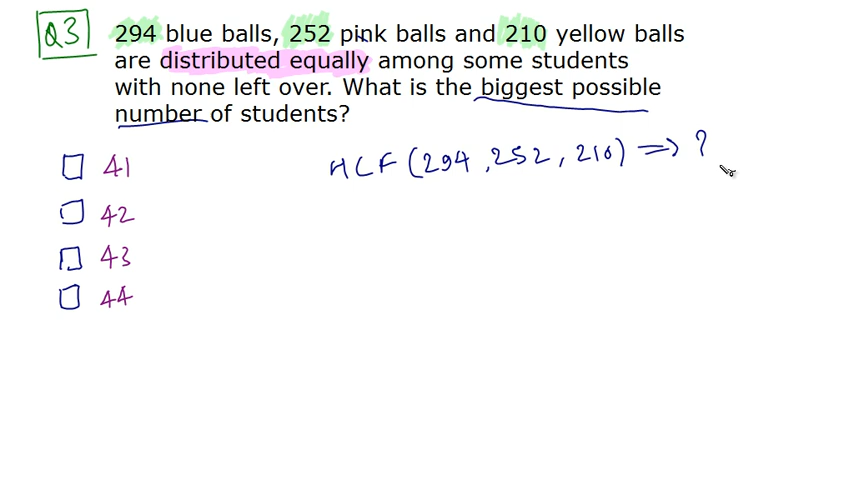 Q3
294 blue balls, 252 pink balls and 210 yellow balls
are distributed equally among some students
with none left over. What is the biggest possible
number of students?
HCF (294, 252, 210) => ?
41
42
43
44